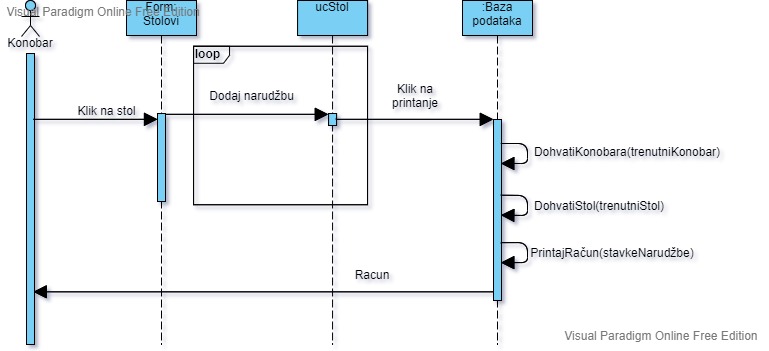 Visual Paradigm Online Free Edition
Konobar
Form:
Stolovi
ucStol
:Baza
podataka
loop
Klik na stol
Dodaj narudžbu
Klik na
printanje
DohvatiKonobara(trenutniKonobar)
DohvatiStol(trenutniStol)
PrintajRačun(stavkeNarudžbe)
Racun
Visual Paradigm Online Free Edition